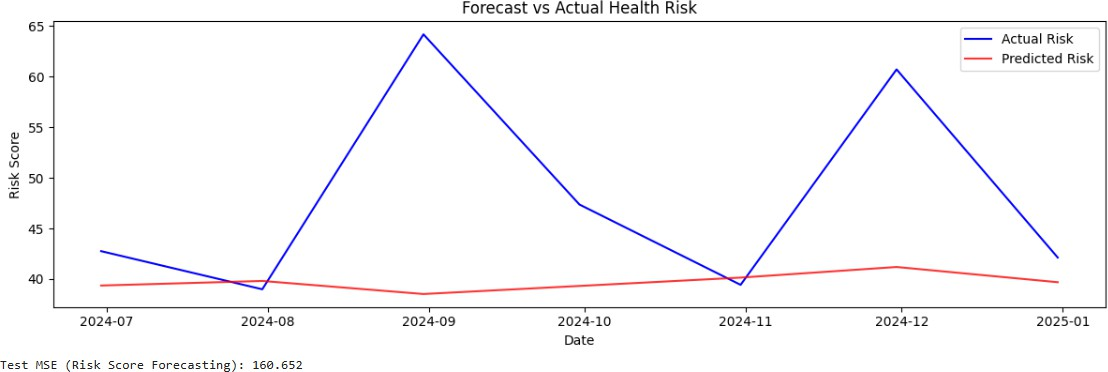 Forecast vs Actual Health Risk
65
60
55
50
45
40
Risk Score
Actual Risk
Predicted Risk
2024-07 2024-08 2024-09 2024-10 2024-11 2024-12 2025-01
Date
Test MSE (Risk Score Forecasting): 160.652